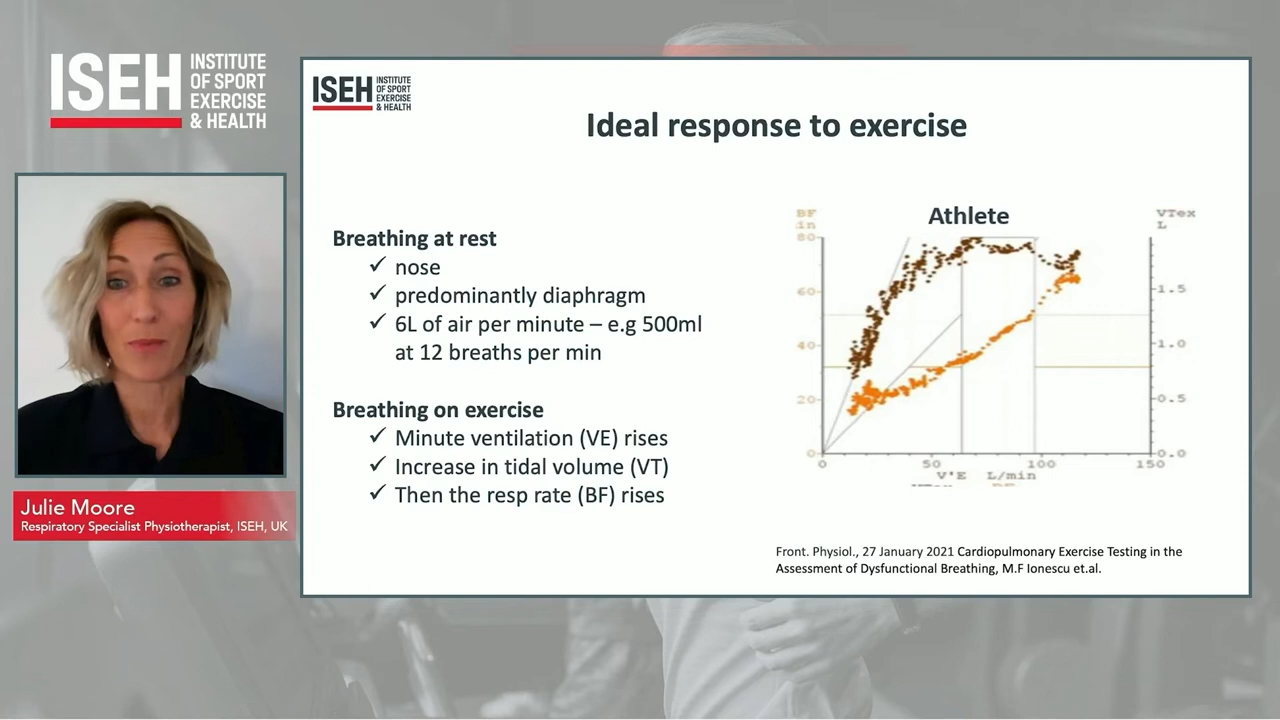 ISEH
INSTITUTE
OF SPORT
EXERCISE
& HEALTH
ISEH
INSTITUTE
OF SPORT
EXERCISE
& HEALTH
Ideal response to exercise
Breathing at rest
✓ nose
✓ predominantly diaphragm
✓ 6L of air per minute – e.g 500ml
at 12 breaths per min
Breathing on exercise
✓ Minute ventilation (VE) rises
✓ Increase in tidal volume (VT)
✓ Then the resp rate (BF) rises
Athlete
BF
in
80
60
40
20
0
VTex
L
1.5
1.0
0.5
0.0
0 50 100 150
V'E L/min
Front. Physiol., 27 January 2021 Cardiopulmonary Exercise Testing in the
Assessment of Dysfunctional Breathing, M.F Ionescu et.al.
Julie Moore
Respiratory Specialist Physiotherapist, ISEH, UK